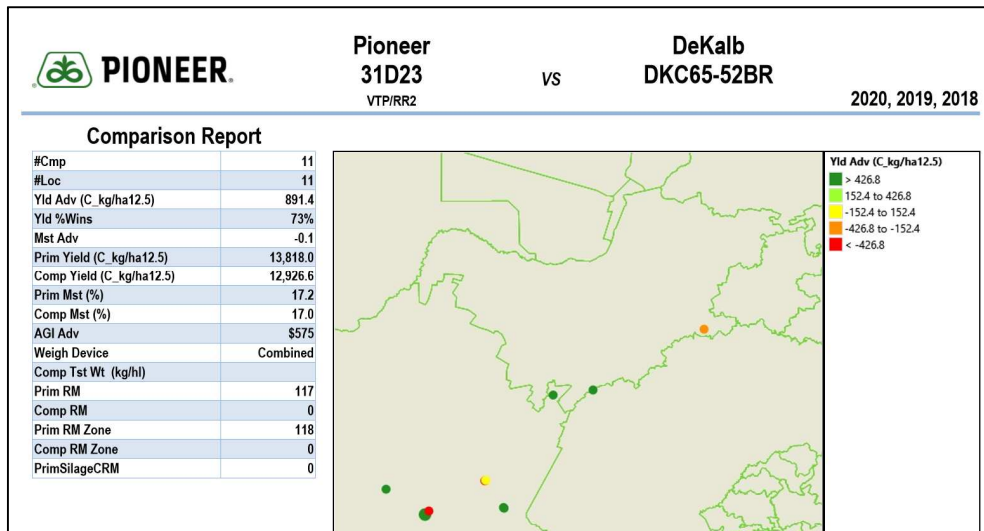 PIONEER.
Pioneer
31D23
VTP/RR2
VS
DeKalb
DKC65-52BR
2020, 2019, 2018
Comparison Report
#Cmp 11
#Loc 11
Yld Adv (C_kg/ha12.5) 891.4
Yld %Wins 73%
Mst Adv -0.1
Prim Yield (C_kg/ha12.5) 13,818.0
Comp Yield (C_kg/ha12.5) 12,926.6
Prim Mst (%) 17.2
Comp Mst (%) 17.0
AGI Adv $575
Weigh Device Combined
Comp Tst Wt (kg/hl)
Prim RM 117
Comp RM 0
Prim RM Zone 118
Comp RM Zone 0
PrimSilageCRM 0
Yld Adv (C_kg/ha12.5)
> 426.8
152.4 to 426.8
-152.4 to 152.4
-426.8 to -152.4
< -426.8